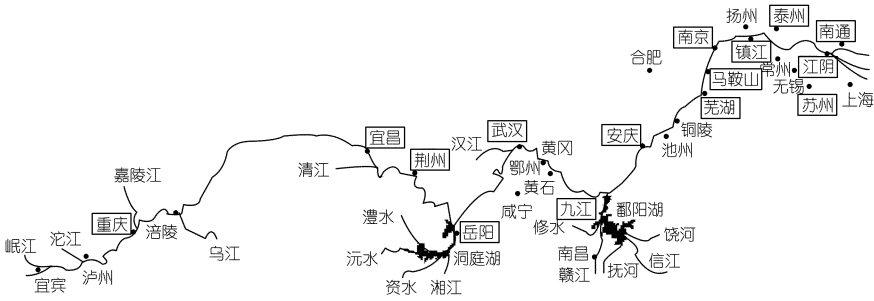 扬州
泰州
南通
南京
镇江
合肥
常州
江阴
马鞍山
无锡
上海
芜湖
苏州
武汉
安庆
铜陵
宜昌
汉江
黄冈
池州
荆州
清江
鄂州
嘉陵江
黄石
咸宁
澧水
九江
鄱阳湖
重庆
涪陵
岳阳
修水
饶河
沱江
乌江
岷江
沅水
洞庭湖
南昌
信江
泸州
赣江
抚河
宜宾
资水
湘江